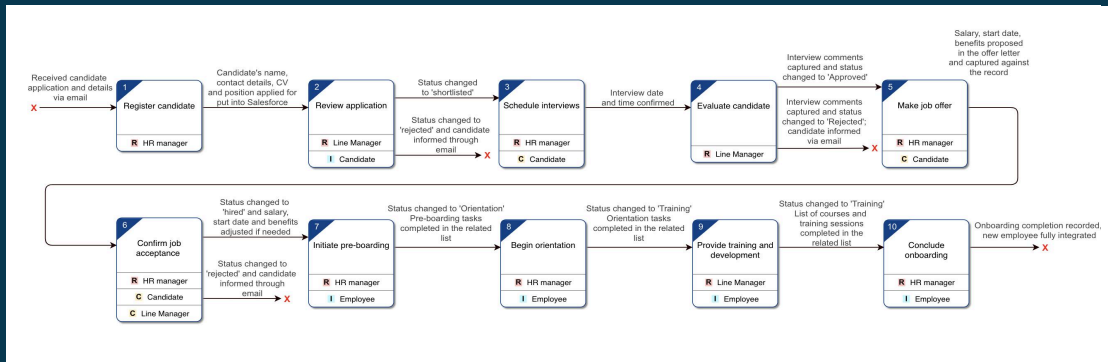 Received candidate
application and details
via email
X
1
Register candidate
R HR manager
Candidate's name,
contact details, CV
and position applied for
put into Salesforce
2
Review application
R Line Manager
I Candidate
Status changed
to 'shortlisted'
Status changed to
'rejected' and candidate
informed through
email
X
3
Schedule interviews
R HR manager
C Candidate
Interview date
and time confirmed
4
Evaluate candidate
R Line Manager
Interview comments
captured and status
changed to 'Approved'
Interview comments
captured and status
changed to 'Rejected';
candidate informed
via email
X
5
Make job offer
R HR manager
C Candidate
Salary, start date,
benefits proposed
in the offer letter
and captured against
the record
6
Confirm job
acceptance
R HR manager
C Candidate
C Line Manager
Status changed to
'hired' and salary,
start date and benefits
adjusted if needed
Status changed to
'rejected' and candidate
informed through
email
X
7
Initiate pre-boarding
R HR manager
I Employee
Status changed to 'Orientation'
Pre-boarding tasks
completed in the related
list
8
Begin orientation
R HR manager
I Employee
Status changed to 'Training'
Orientation tasks
completed in the related
list
9
Provide training and
development
R Line Manager
I Employee
Status changed to 'Training'
List of courses and
training sessions
completed in the
related list
10
Conclude
onboarding
R HR manager
I Employee
Onboarding completion recorded,
new employee fully integrated
X